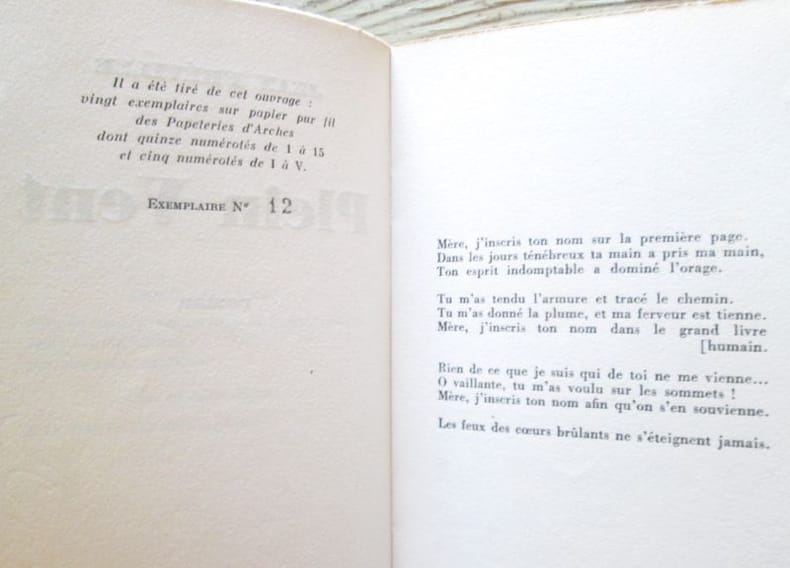 Il a été tiré de cet ouvrage :
vingt exemplaires sur papier pur fil
des Papeteries d'Arches
dont quinze numérotés de 1 à 15
et cinq numérotés de I à V.
EXEMPLAIRE N° 12
Plein Vent
Mère, j'inscris ton nom sur la première page.
Dans les jours ténébreux ta main a pris ma main,
Ton esprit indomptable a dominé l'orage.
Tu m'as tendu l'armure et tracé le chemin.
Tu m'as donné la plume, et ma ferveur est tienne.
Mère, j'inscris ton nom dans le grand livre
[humain.
Rien de ce que je suis qui de toi ne me vienne...
O vaillante, tu m'as voulu sur les sommets !
Mère, j'inscris ton nom afin qu'on s'en souvienne.
Les feux des cœurs brûlants ne s'éteignent jamais.